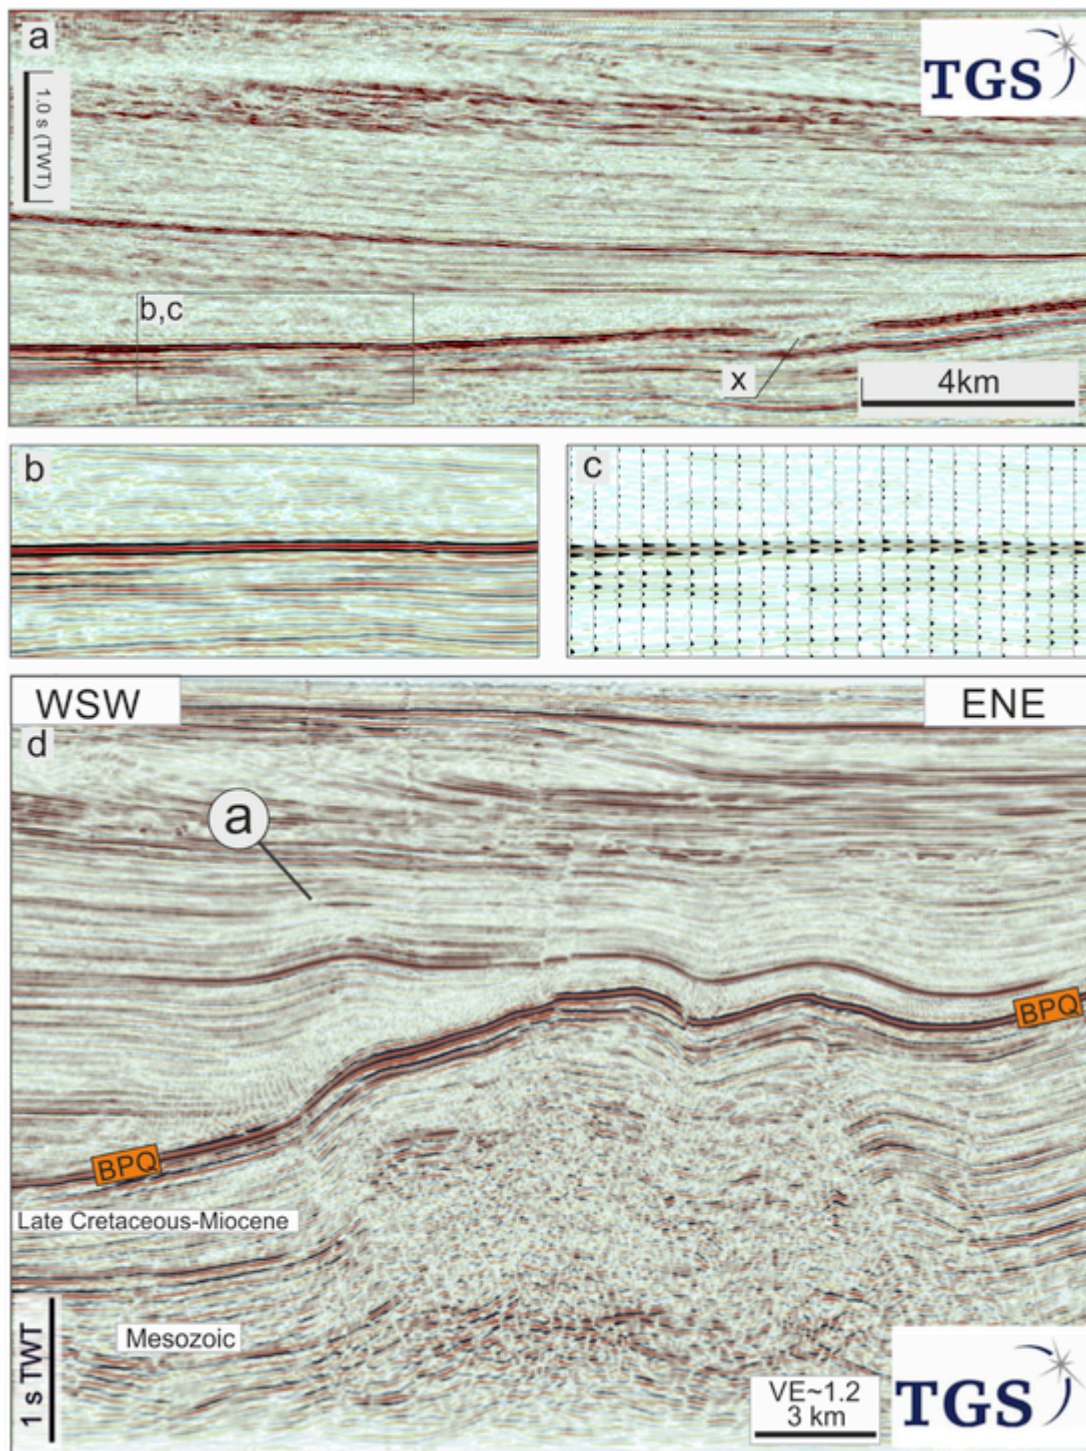 a
TGS
1.0 s (TWT)
b,c
x
4km
b
c
WSW
ENE
d
a
BPQ
BPQ
Late Cretaceous-Miocene
Mesozoic
1 s TWT
VE~1.2
3 km
TGS